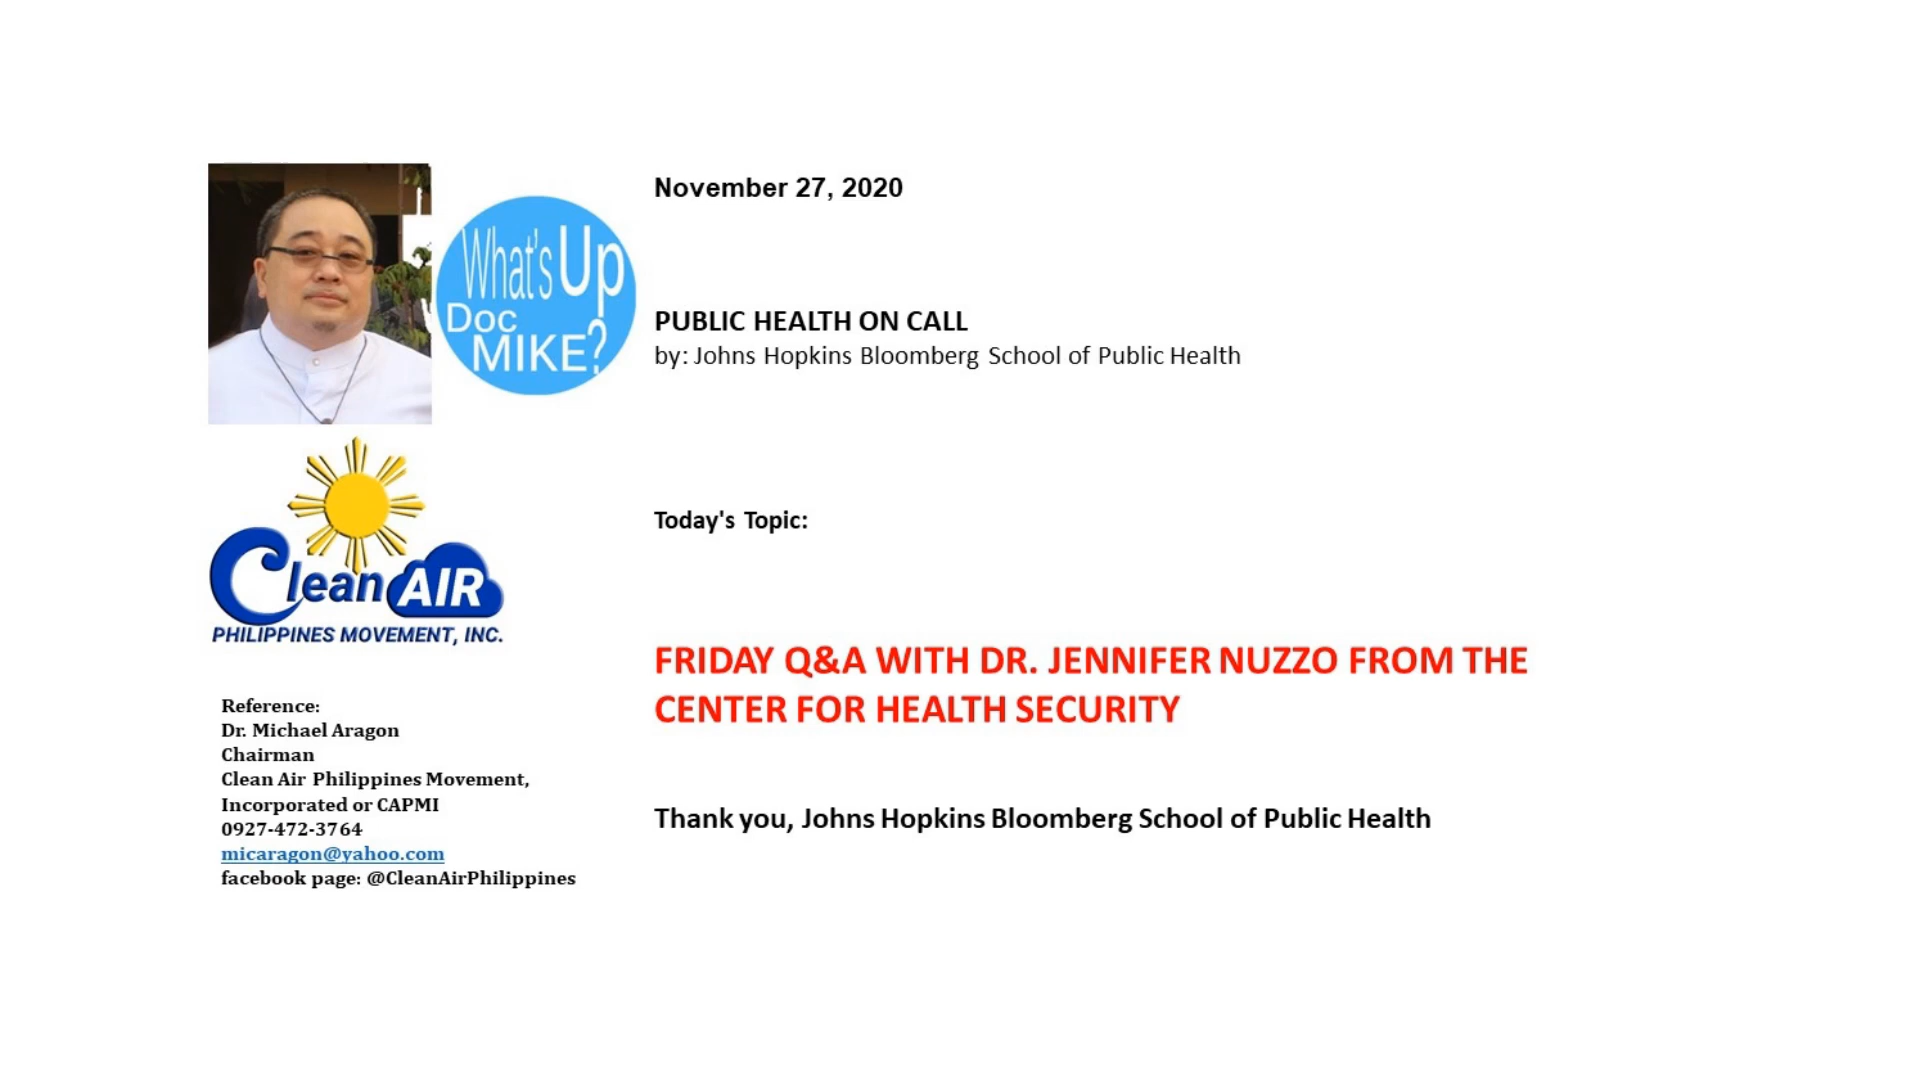 What's Up
Doc
MIKE?
Clean AIR
PHILIPPINES MOVEMENT, INC.
Reference:
Dr. Michael Aragon
Chairman
Clean Air Philippines Movement,
Incorporated or CAPMI
0927-472-3764
micaragon@yahoo.com
facebook page: @CleanAirPhilippines
November 27, 2020
PUBLIC HEALTH ON CALL
by: Johns Hopkins Bloomberg School of Public Health
Today's Topic:
FRIDAY Q&A WITH DR. JENNIFER NUZZO FROM THE
CENTER FOR HEALTH SECURITY
Thank you, Johns Hopkins Bloomberg School of Public Health